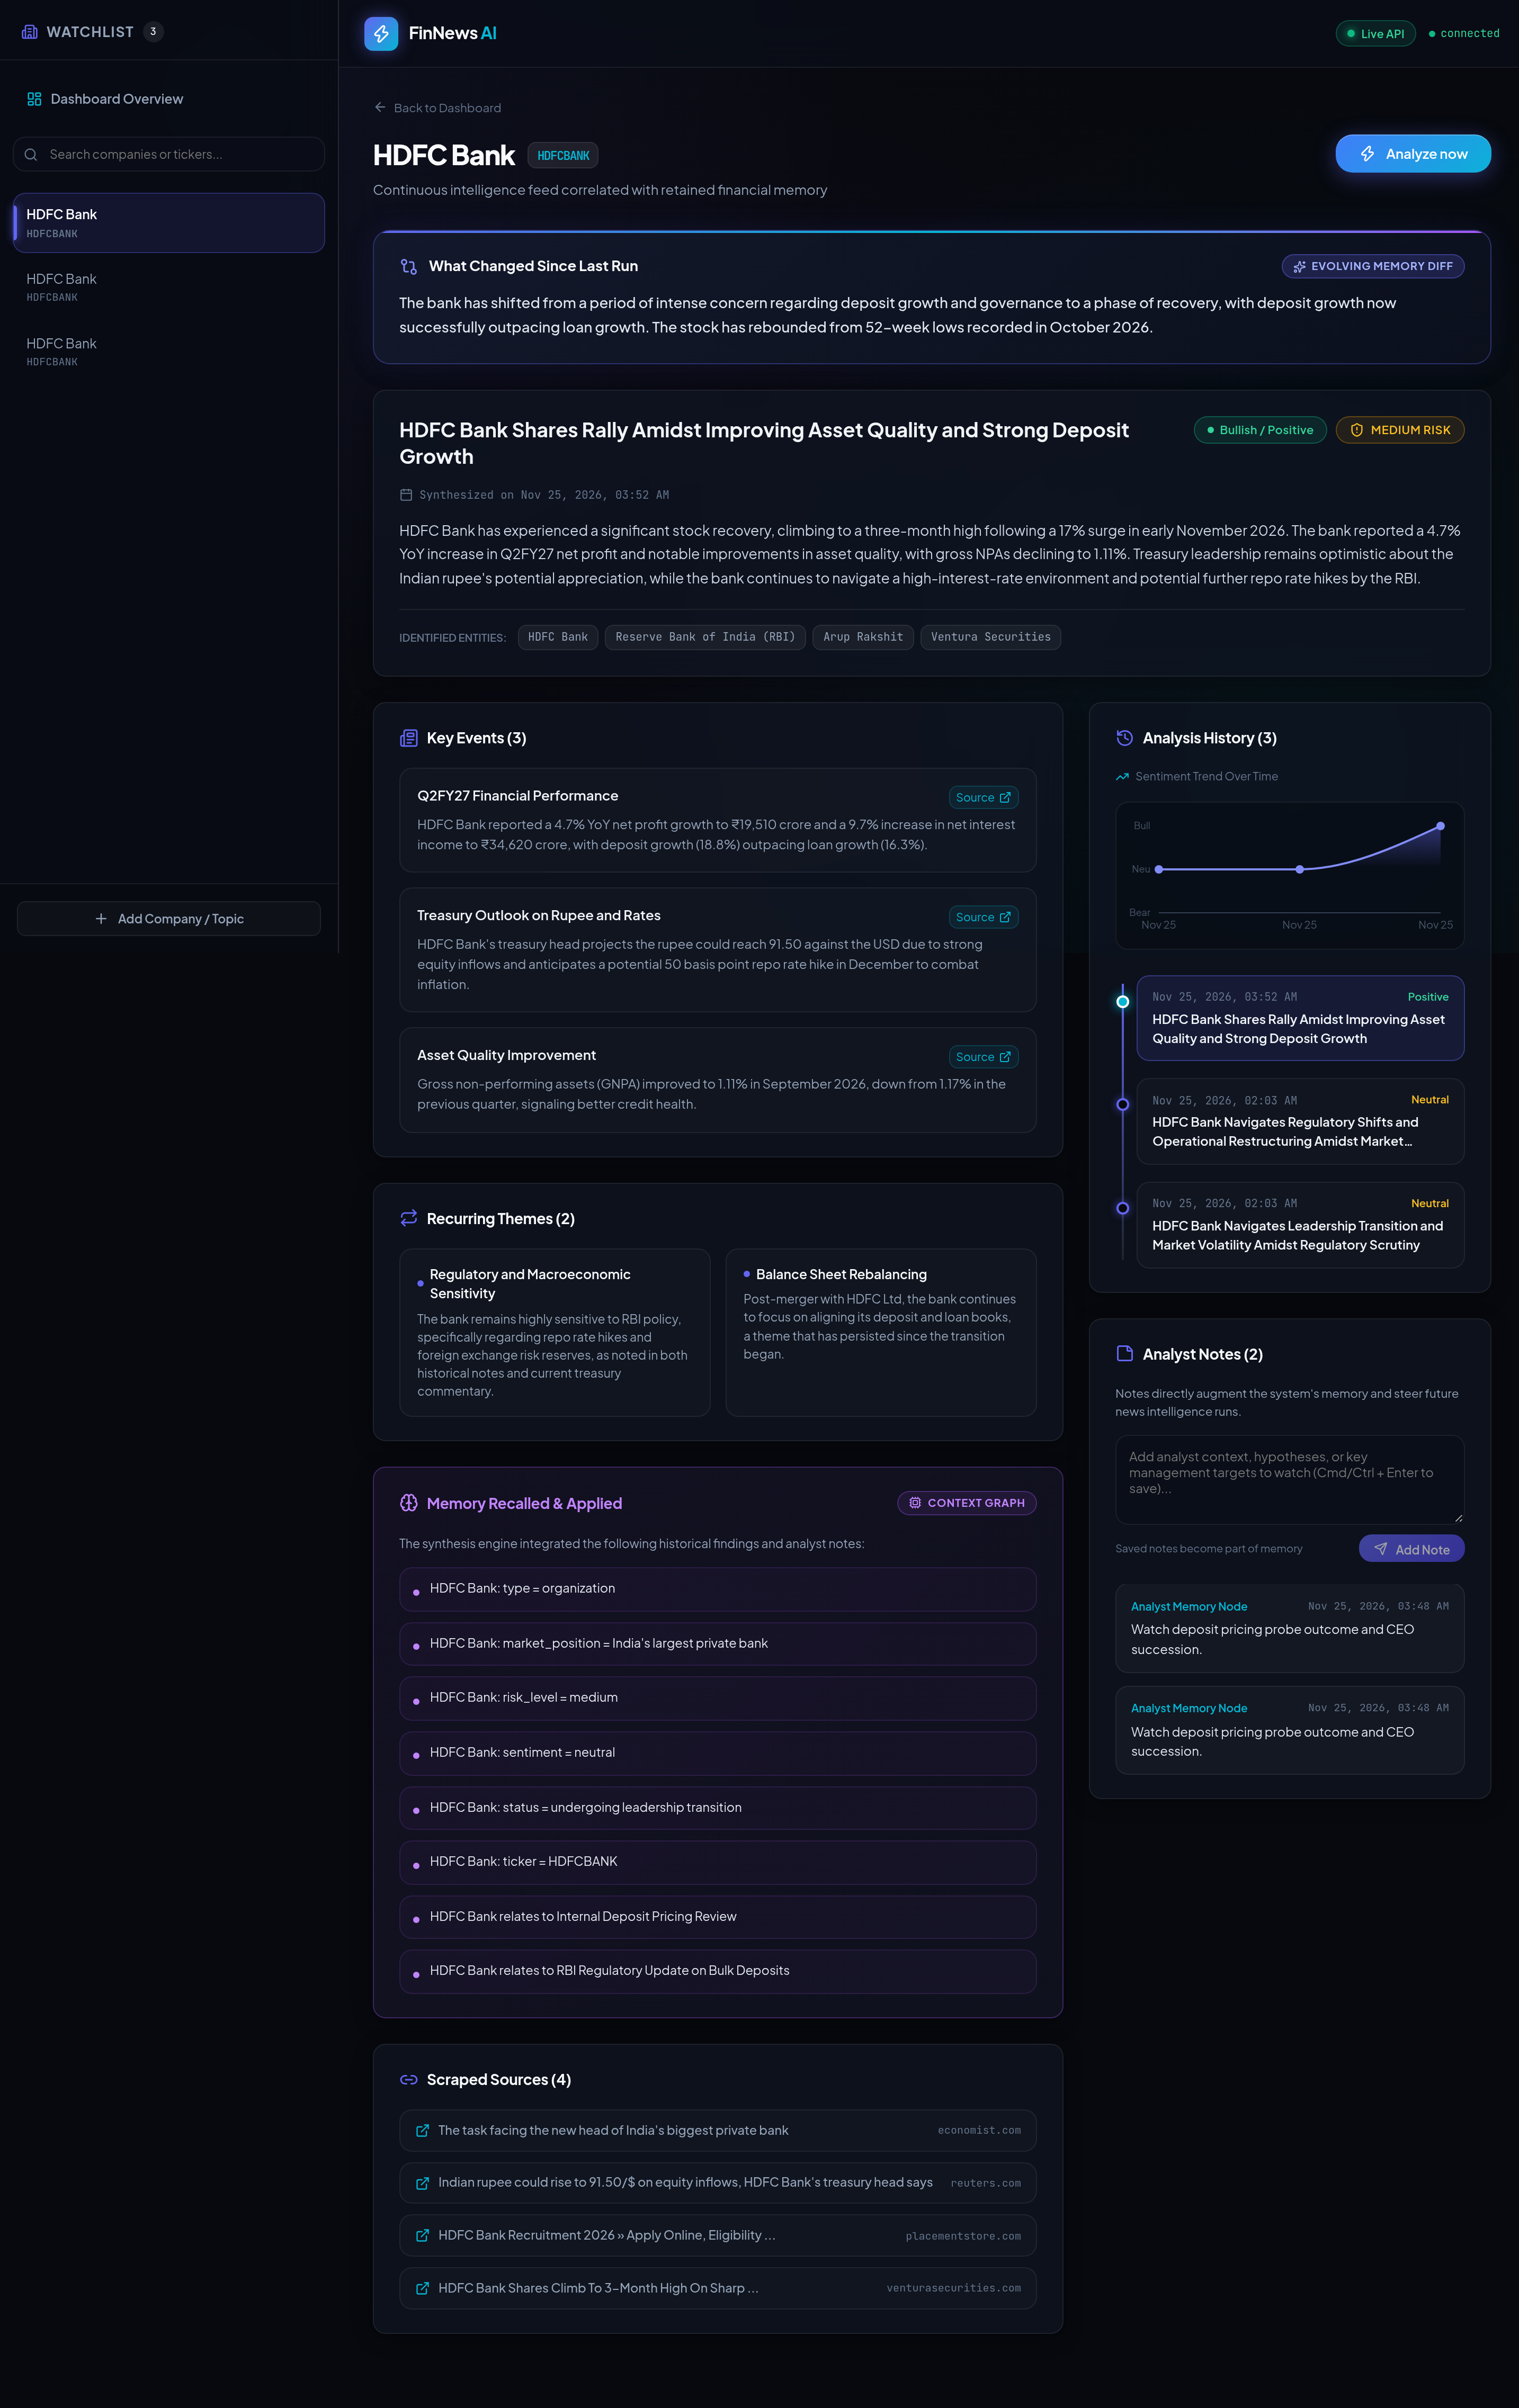 WATCHLIST 3
Dashboard Overview
Search companies or tickers...
HDFC Bank
HDFCBANK
HDFC Bank
HDFCBANK
HDFC Bank
HDFCBANK
Add Company / Topic
FinNews AI
Live API
connected
Back to Dashboard
HDFC Bank HDFCBANK
Analyze now
Continuous intelligence feed correlated with retained financial memory
What Changed Since Last Run
EVOLVING MEMORY DIFF
The bank has shifted from a period of intense concern regarding deposit growth and governance to a phase of recovery, with deposit growth now
successfully outpacing loan growth. The stock has rebounded from 52-week lows recorded in October 2026.
HDFC Bank Shares Rally Amidst Improving Asset Quality and Strong Deposit
Growth
Bullish / Positive
MEDIUM RISK
Synthesized on Nov 25, 2026, 03:52 AM
HDFC Bank has experienced a significant stock recovery, climbing to a three-month high following a 17% surge in early November 2026. The bank reported a 4.7%
YoY increase in Q2FY27 net profit and notable improvements in asset quality, with gross NPAs declining to 1.11%. Treasury leadership remains optimistic about the
Indian rupee's potential appreciation, while the bank continues to navigate a high-interest-rate environment and potential further repo rate hikes by the RBI.
IDENTIFIED ENTITIES: HDFC Bank Reserve Bank of India (RBI) Arup Rakshit Ventura Securities
Key Events (3)
Q2FY27 Financial Performance
Source
HDFC Bank reported a 4.7% YoY net profit growth to ₹19,510 crore and a 9.7% increase in net interest
income to ₹34,620 crore, with deposit growth (18.8%) outpacing loan growth (16.3%).
Treasury Outlook on Rupee and Rates
Source
HDFC Bank's treasury head projects the rupee could reach 91.50 against the USD due to strong
equity inflows and anticipates a potential 50 basis point repo rate hike in December to combat
inflation.
Asset Quality Improvement
Source
Gross non-performing assets (GNPA) improved to 1.11% in September 2026, down from 1.17% in the
previous quarter, signaling better credit health.
Recurring Themes (2)
Regulatory and Macroeconomic
Sensitivity
The bank remains highly sensitive to RBI policy,
specifically regarding repo rate hikes and
foreign exchange risk reserves, as noted in both
historical notes and current treasury
commentary.
Balance Sheet Rebalancing
Post-merger with HDFC Ltd, the bank continues
to focus on aligning its deposit and loan books,
a theme that has persisted since the transition
began.
Memory Recalled & Applied
CONTEXT GRAPH
The synthesis engine integrated the following historical findings and analyst notes:
HDFC Bank: type = organization
HDFC Bank: market_position = India's largest private bank
HDFC Bank: risk_level = medium
HDFC Bank: sentiment = neutral
HDFC Bank: status = undergoing leadership transition
HDFC Bank: ticker = HDFCBANK
HDFC Bank relates to Internal Deposit Pricing Review
HDFC Bank relates to RBI Regulatory Update on Bulk Deposits
Scraped Sources (4)
The task facing the new head of India's biggest private bank economist.com
Indian rupee could rise to 91.50/$ on equity inflows, HDFC Bank's treasury head says reuters.com
HDFC Bank Recruitment 2026 » Apply Online, Eligibility ... placementstore.com
HDFC Bank Shares Climb To 3-Month High On Sharp ... venturasecurities.com
Analysis History (3)
Sentiment Trend Over Time
Bull
Neu
Bear
Nov 25 Nov 25 Nov 25
Nov 25, 2026, 03:52 AM Positive
HDFC Bank Shares Rally Amidst Improving Asset
Quality and Strong Deposit Growth
Nov 25, 2026, 02:03 AM Neutral
HDFC Bank Navigates Regulatory Shifts and
Operational Restructuring Amidst Market...
Nov 25, 2026, 02:03 AM Neutral
HDFC Bank Navigates Leadership Transition and
Market Volatility Amidst Regulatory Scrutiny
Analyst Notes (2)
Notes directly augment the system's memory and steer future
news intelligence runs.
Add analyst context, hypotheses, or key
management targets to watch (Cmd/Ctrl + Enter to
save)...
Saved notes become part of memory
Add Note
Analyst Memory Node Nov 25, 2026, 03:48 AM
Watch deposit pricing probe outcome and CEO
succession.
Analyst Memory Node Nov 25, 2026, 03:48 AM
Watch deposit pricing probe outcome and CEO
succession.